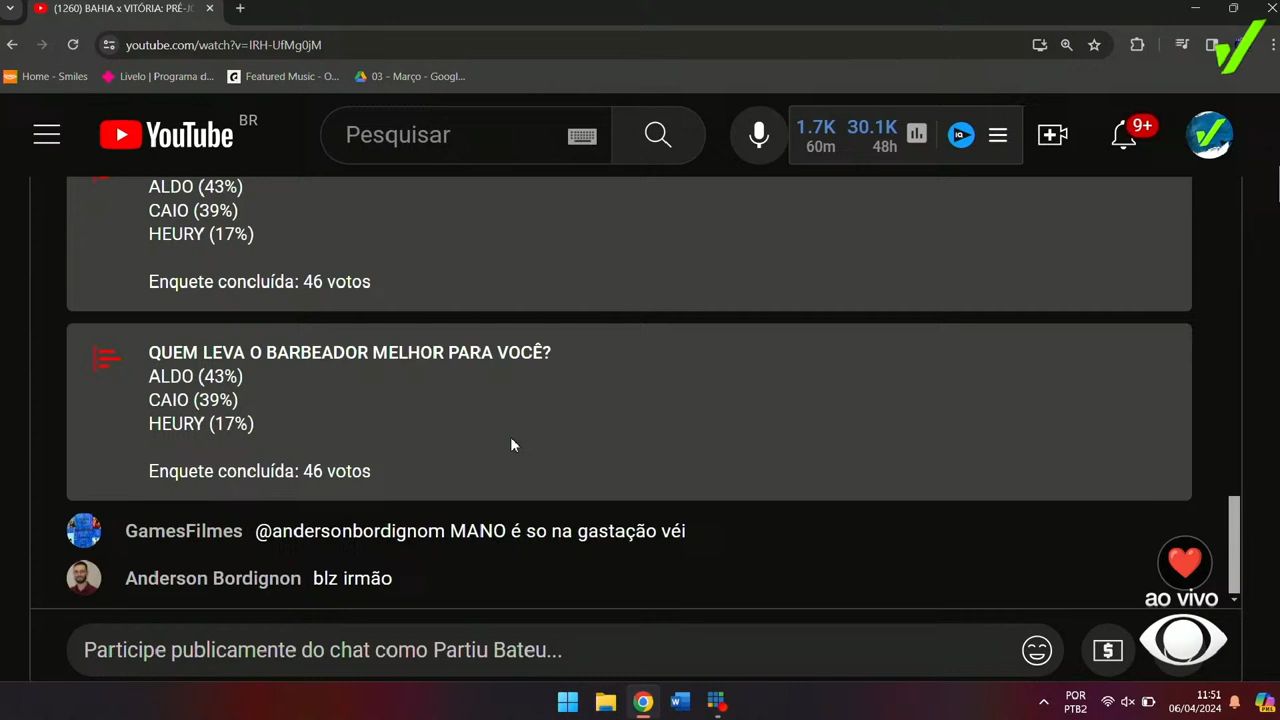 (1260) BAHIA x VITÓRIA: PRÉ-J
youtube.com/watch?v=IRH-UfMg0jM
Home - Smiles
Livelo | Programa d...
Featured Music - O...
03 - Março - Googl...
YouTube BR
Pesquisar
1.7K 30.1K
60m 48h
9+
ALDO (43%)
CAIO (39%)
HEURY (17%)
Enquete concluída: 46 votos
QUEM LEVA O BARBEADOR MELHOR PARA VOCÊ?
ALDO (43%)
CAIO (39%)
HEURY (17%)
Enquete concluída: 46 votos
GamesFilmes @andersonbordignom MANO é so na gastação véi
Anderson Bordignon blz irmão
ao vivo
Participe publicamente do chat como Partiu Bateu...
POR
PTB2
11:51
06/04/2024